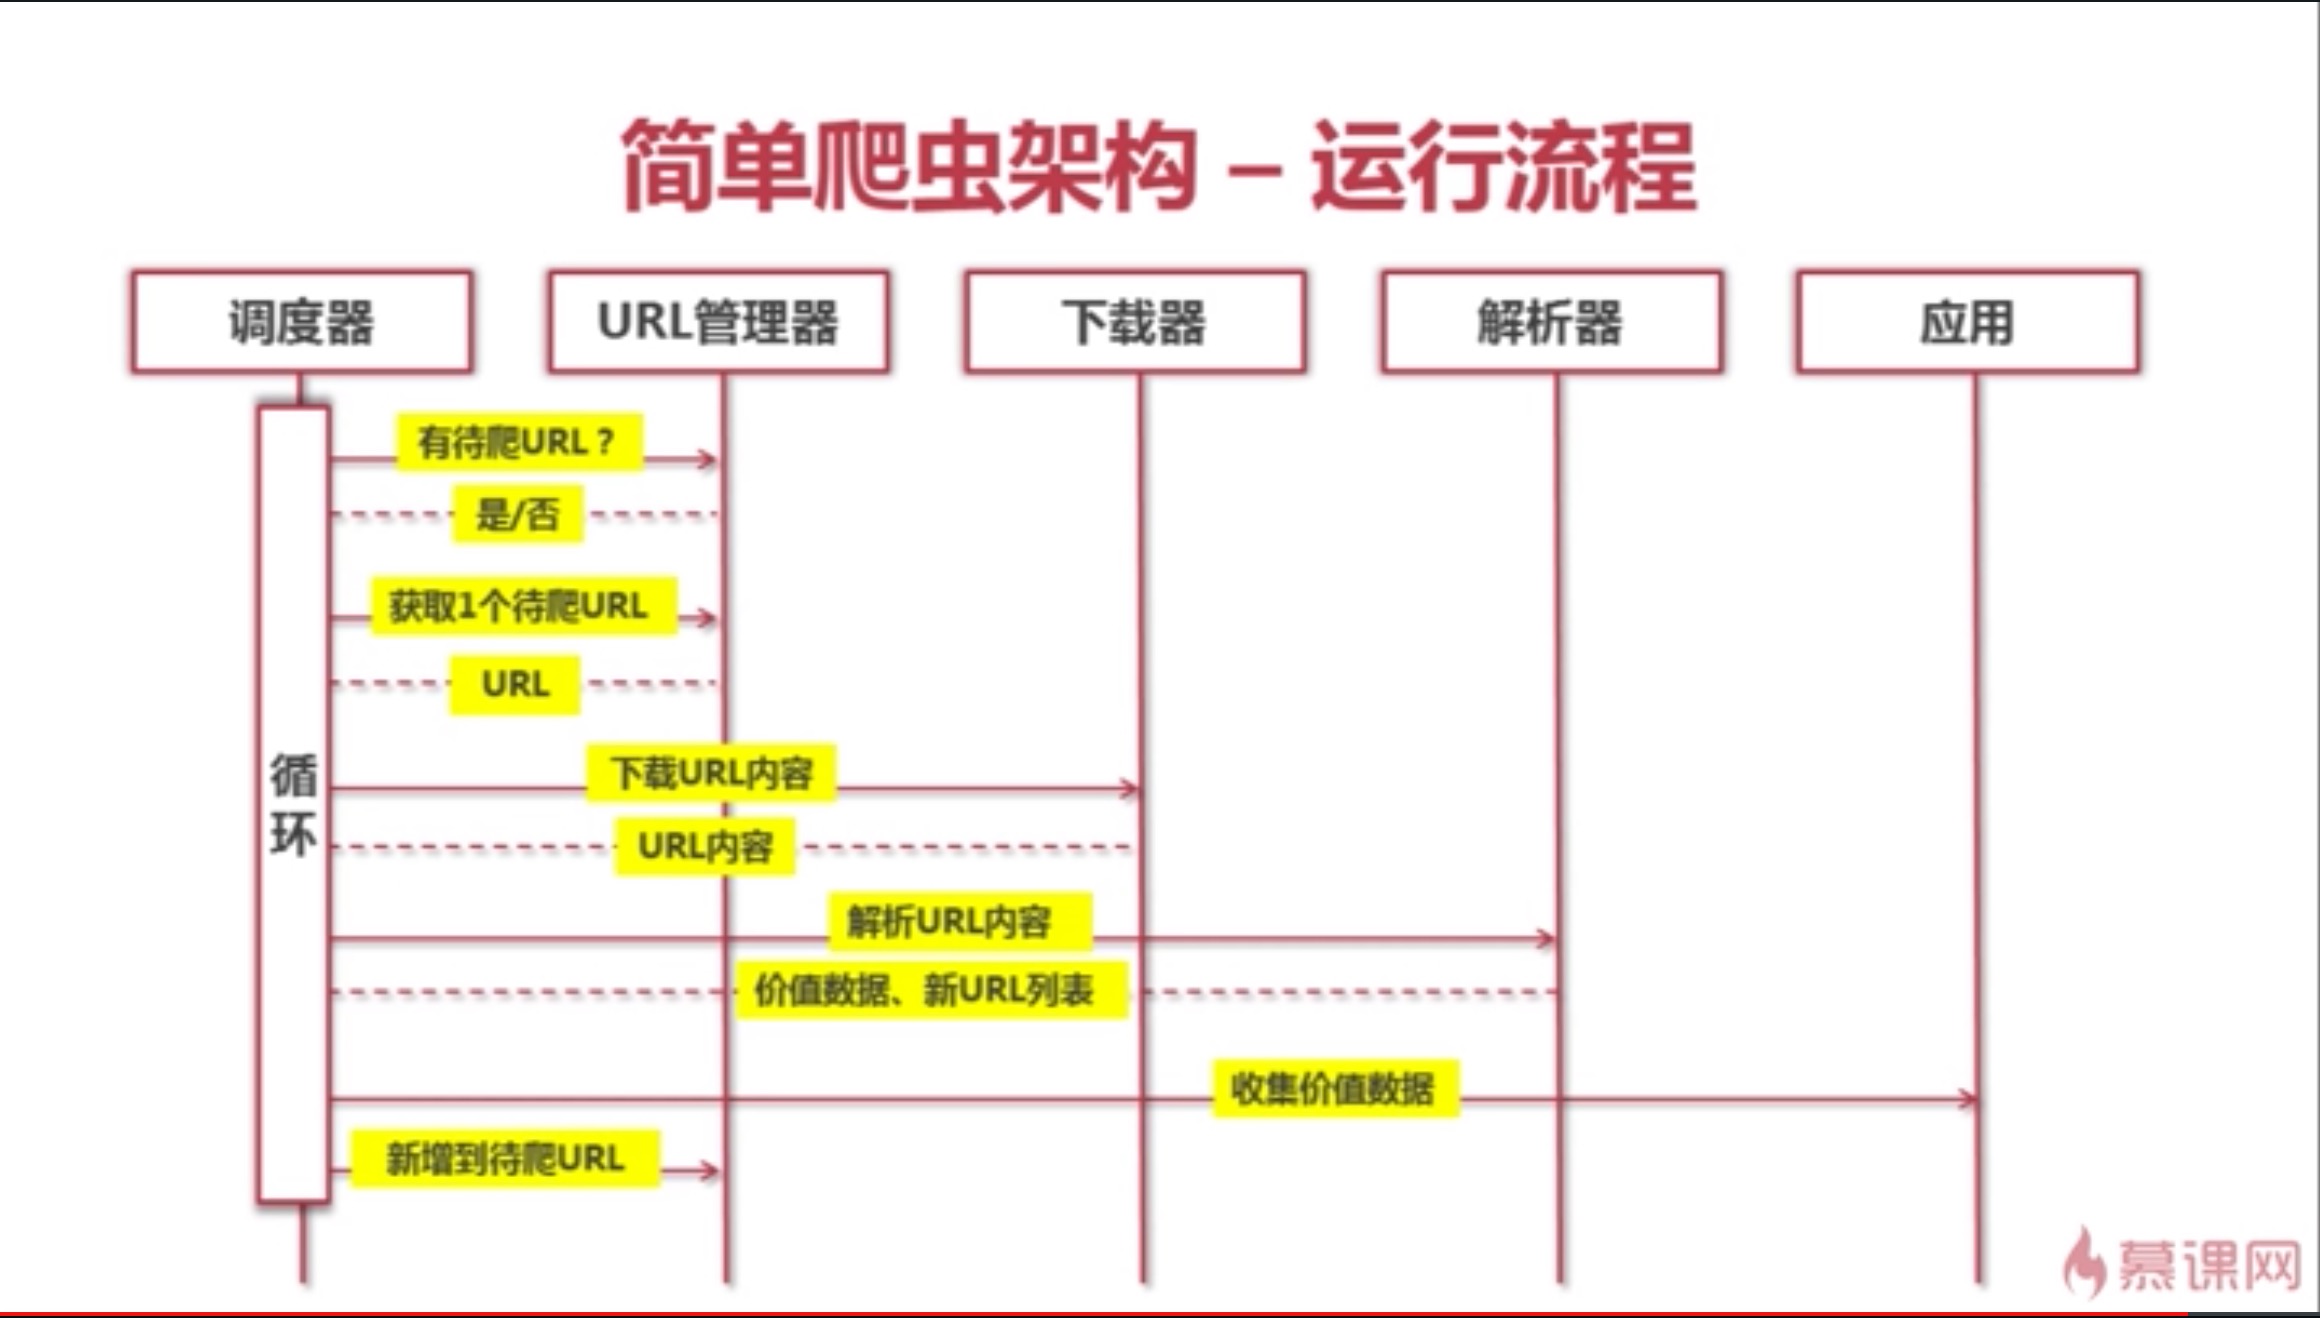 简单爬虫架构 – 运行流程
调度器
URL管理器
下载器
解析器
应用
有待爬URL？
是/否
获取1个待爬URL
URL
下载URL内容
循环
URL内容
解析URL内容
价值数据、新URL列表
收集价值数据
新增到待爬URL
慕课网